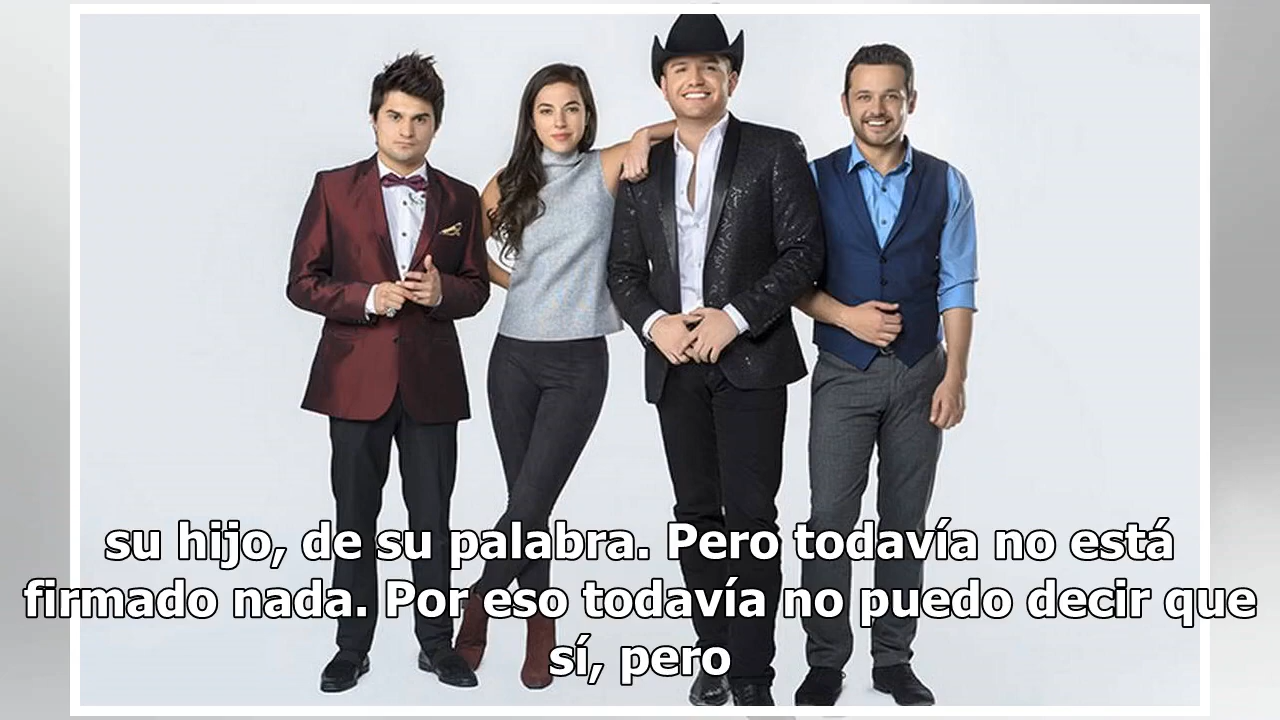 su hijo, de su palabra. Pero todavía no está
firmado nada. Por eso todavía no puedo decir que
sí, pero